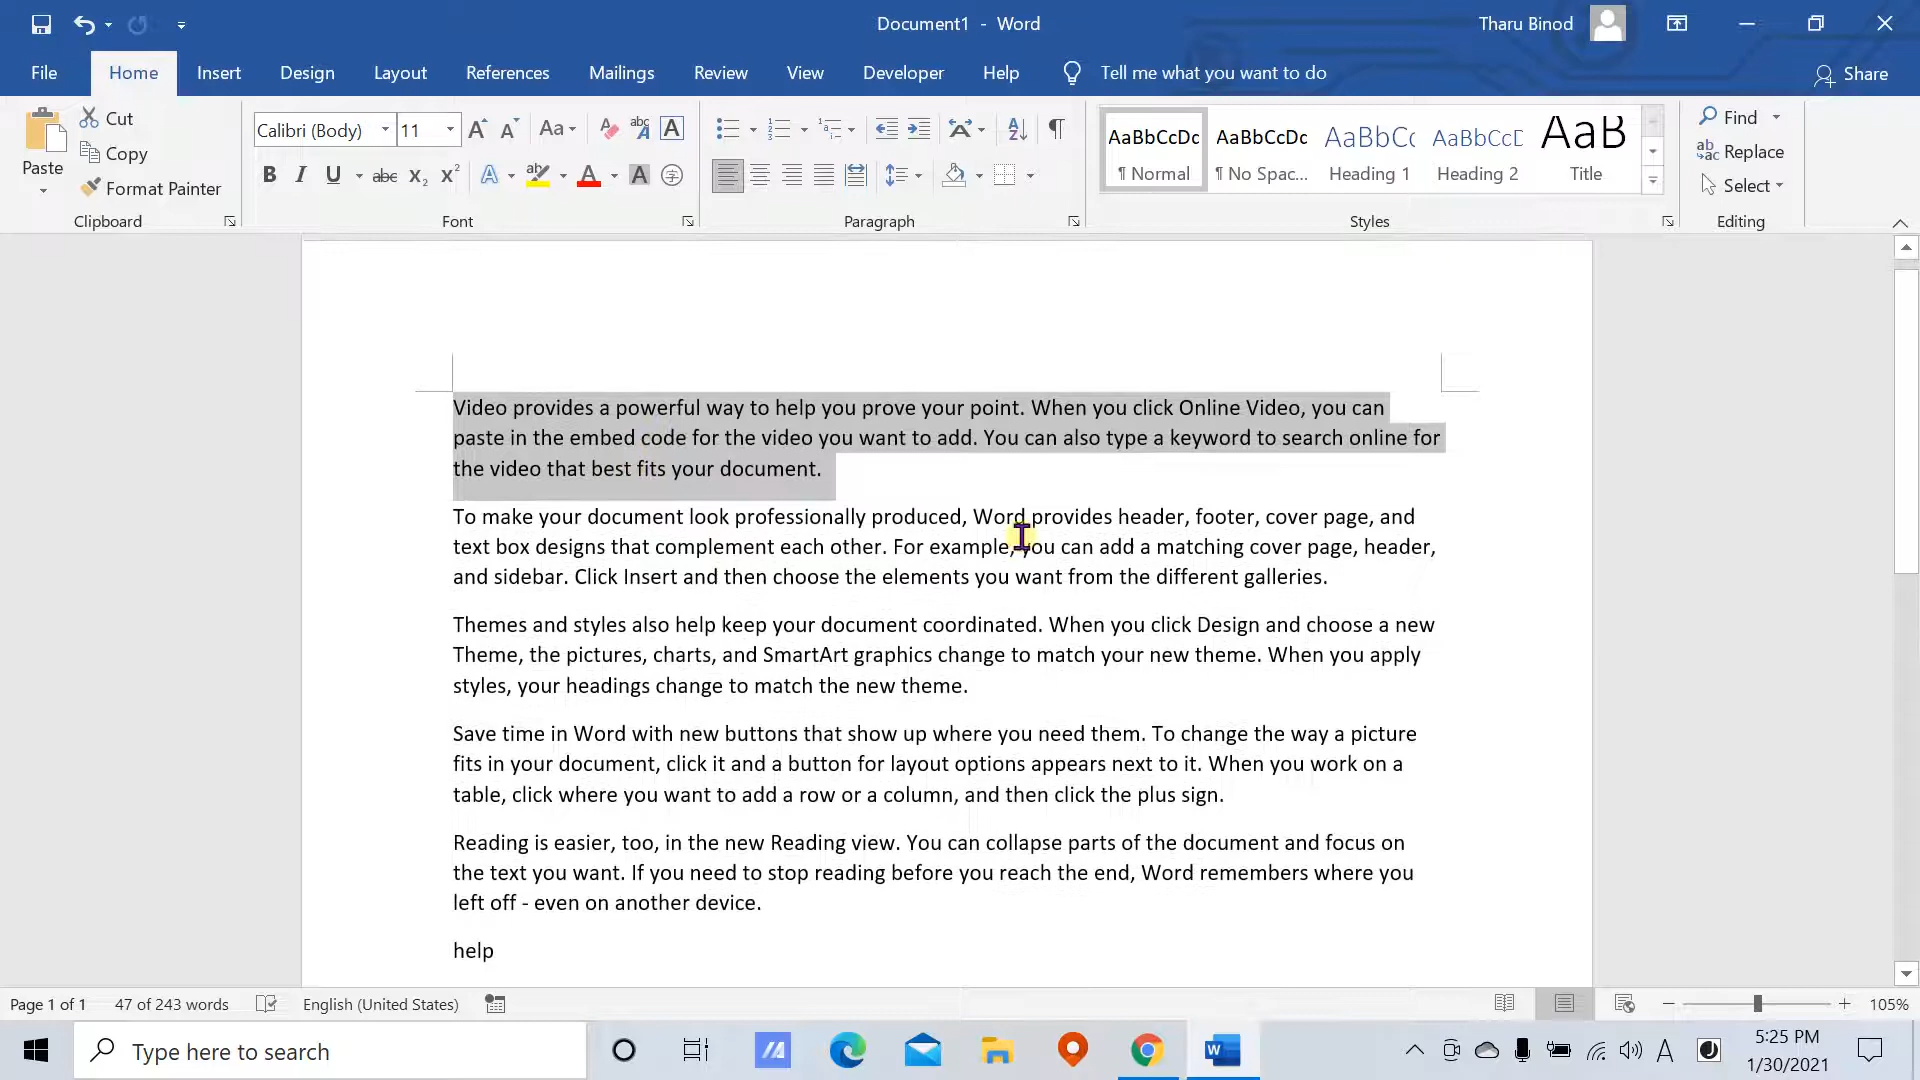 Document1 - Word
Tharu Binod
File Home Insert Design Layout References Mailings Review View Developer Help Tell me what you want to do Share
Paste
Cut
Copy
Format Painter
Clipboard
Calibri (Body) 11
Font
Paragraph
AaBbCcDc AaBbCcDc AaBbCc AaBbCcD AaB
¶ Normal ¶ No Spac... Heading 1 Heading 2 Title
Styles
Find
Replace
Select
Editing
Video provides a powerful way to help you prove your point. When you click Online Video, you can
paste in the embed code for the video you want to add. You can also type a keyword to search online for
the video that best fits your document.
To make your document look professionally produced, Word provides header, footer, cover page, and
text box designs that complement each other. For example, you can add a matching cover page, header,
and sidebar. Click Insert and then choose the elements you want from the different galleries.
Themes and styles also help keep your document coordinated. When you click Design and choose a new
Theme, the pictures, charts, and SmartArt graphics change to match your new theme. When you apply
styles, your headings change to match the new theme.
Save time in Word with new buttons that show up where you need them. To change the way a picture
fits in your document, click it and a button for layout options appears next to it. When you work on a
table, click where you want to add a row or a column, and then click the plus sign.
Reading is easier, too, in the new Reading view. You can collapse parts of the document and focus on
the text you want. If you need to stop reading before you reach the end, Word remembers where you
left off - even on another device.
help
Page 1 of 1 47 of 243 words English (United States) 105%
Type here to search
5:25 PM
1/30/2021